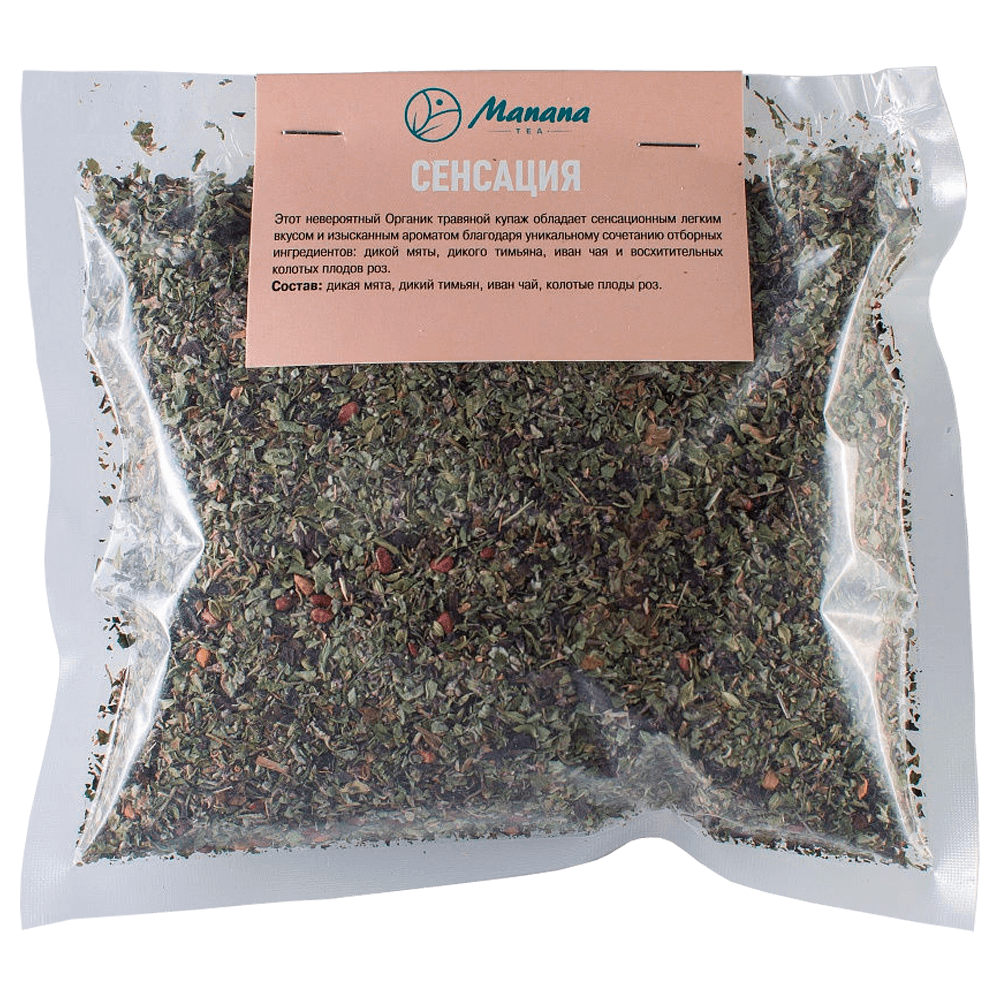 Manana
TEA
СЕНСАЦИЯ
Этот невероятный Органик травяной купаж обладает сенсационным легким
вкусом и изысканным ароматом благодаря уникальному сочетанию отборных
ингредиентов: дикой мяты, дикого тимьяна, иван чая и восхитительных
колотых плодов роз.
Состав: дикая мята, дикий тимьян, иван чай, колотые плоды роз.